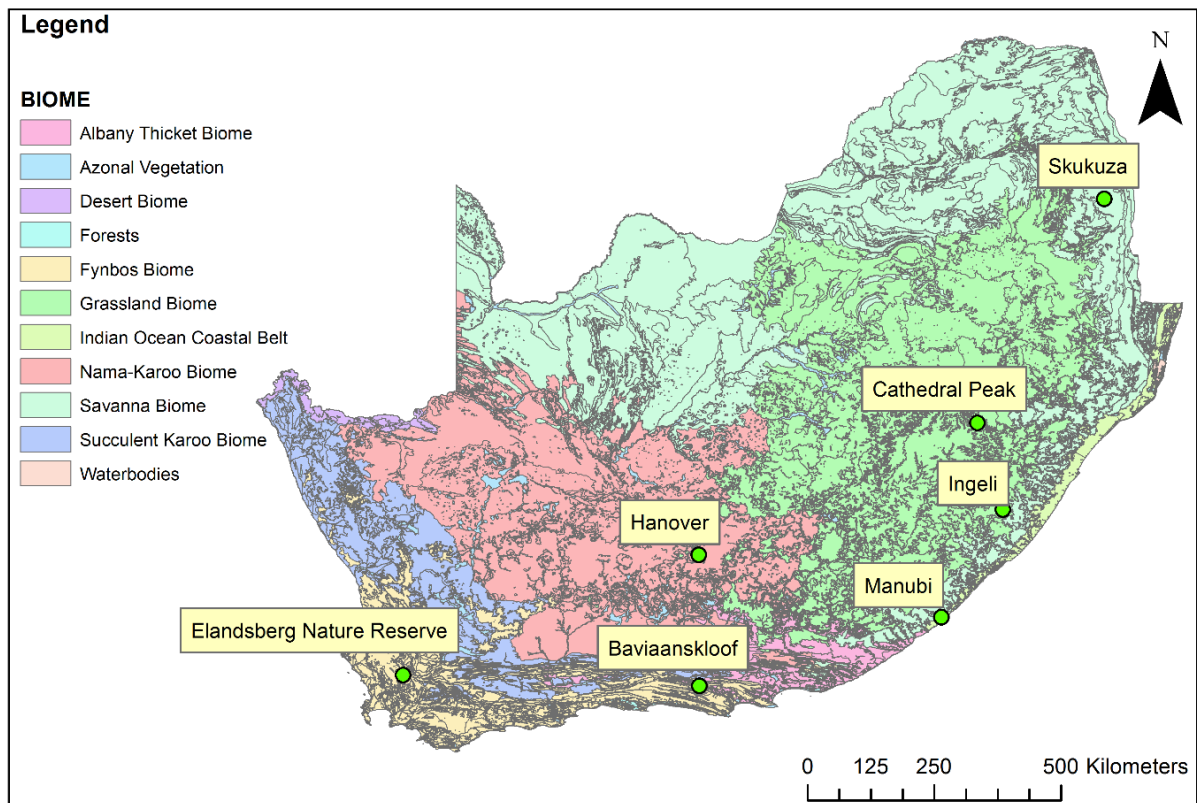 Legend
BIOME
Albany Thicket Biome
Azonal Vegetation
Desert Biome
Forests
Fynbos Biome
Grassland Biome
Indian Ocean Coastal Belt
Nama-Karoo Biome
Savanna Biome
Succulent Karoo Biome
Waterbodies
N
Skukuza
Cathedral Peak
Ingeli
Hanover
Manubi
Elandsberg Nature Reserve
Baviaanskloof
0 125 250 500 Kilometers